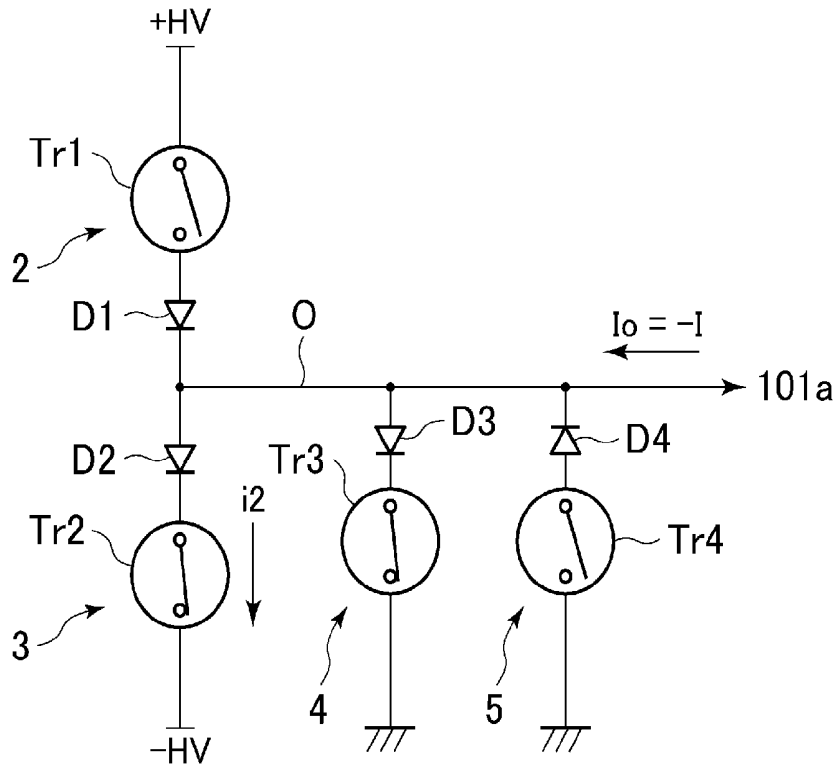 +HV
Tr1
2
D1
O
Io = -I
101a
D2
D3
D4
Tr3
i2
Tr2
Tr4
3
4
5
-HV